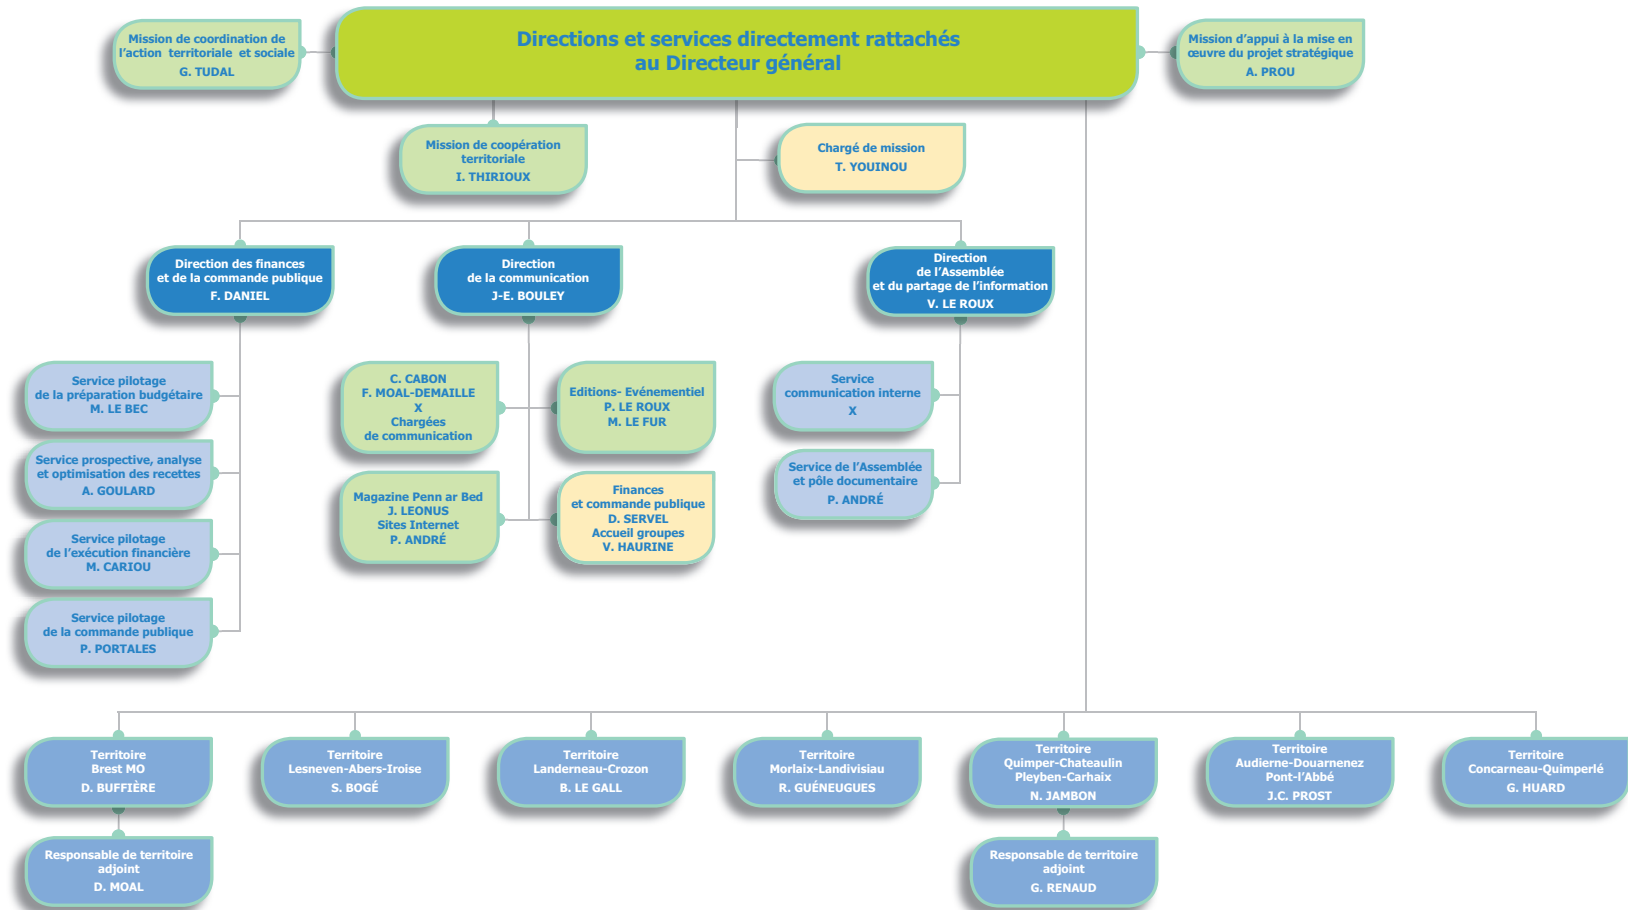 Mission de coordination de
l'action territoriale et sociale
G. TUDAL
Directions et services directement rattachés
au Directeur général
Mission d'appui à la mise en
œuvre du projet stratégique
A. PROU
Mission de coopération
territoriale
I. THIRIOUX
Chargé de mission
T. YOUINOU
Direction des finances
et de la commande publique
F. DANIEL
Direction
de la communication
J-E. BOULEY
Direction
de l'Assemblée
et du partage de l'information
V. LE ROUX
Service pilotage
de la préparation budgétaire
M. LE BEC
Service prospective, analyse
et optimisation des recettes
A. GOULARD
Service pilotage
de l'exécution financière
M. CARIOU
Service pilotage
de la commande publique
P. PORTALES
C. CABON
F. MOAL-DEMAILLE
X
Chargées
de communication
Editions- Evénementiel
P. LE ROUX
M. LE FUR
Magazine Penn ar Bed
J. LEONUS
Sites Internet
P. ANDRÉ
Finances
et commande publique
D. SERVEL
Accueil groupes
V. HAURINE
Service
communication interne
X
Service de l'Assemblée
et pôle documentaire
P. ANDRÉ
Territoire
Brest MO
D. BUFFIÈRE
Territoire
Lesneven-Abers-Iroise
S. BOGÉ
Territoire
Landerneau-Crozon
B. LE GALL
Territoire
Morlaix-Landivisiau
R. GUÉNEUGUES
Territoire
Quimper-Chateaulin
Pleyben-Carhaix
N. JAMBON
Territoire
Audierne-Douarnenez
Pont-l'Abbé
J.C. PROST
Territoire
Concarneau-Quimperlé
G. HUARD
Responsable de territoire
adjoint
D. MOAL
Responsable de territoire
adjoint
G. RENAUD